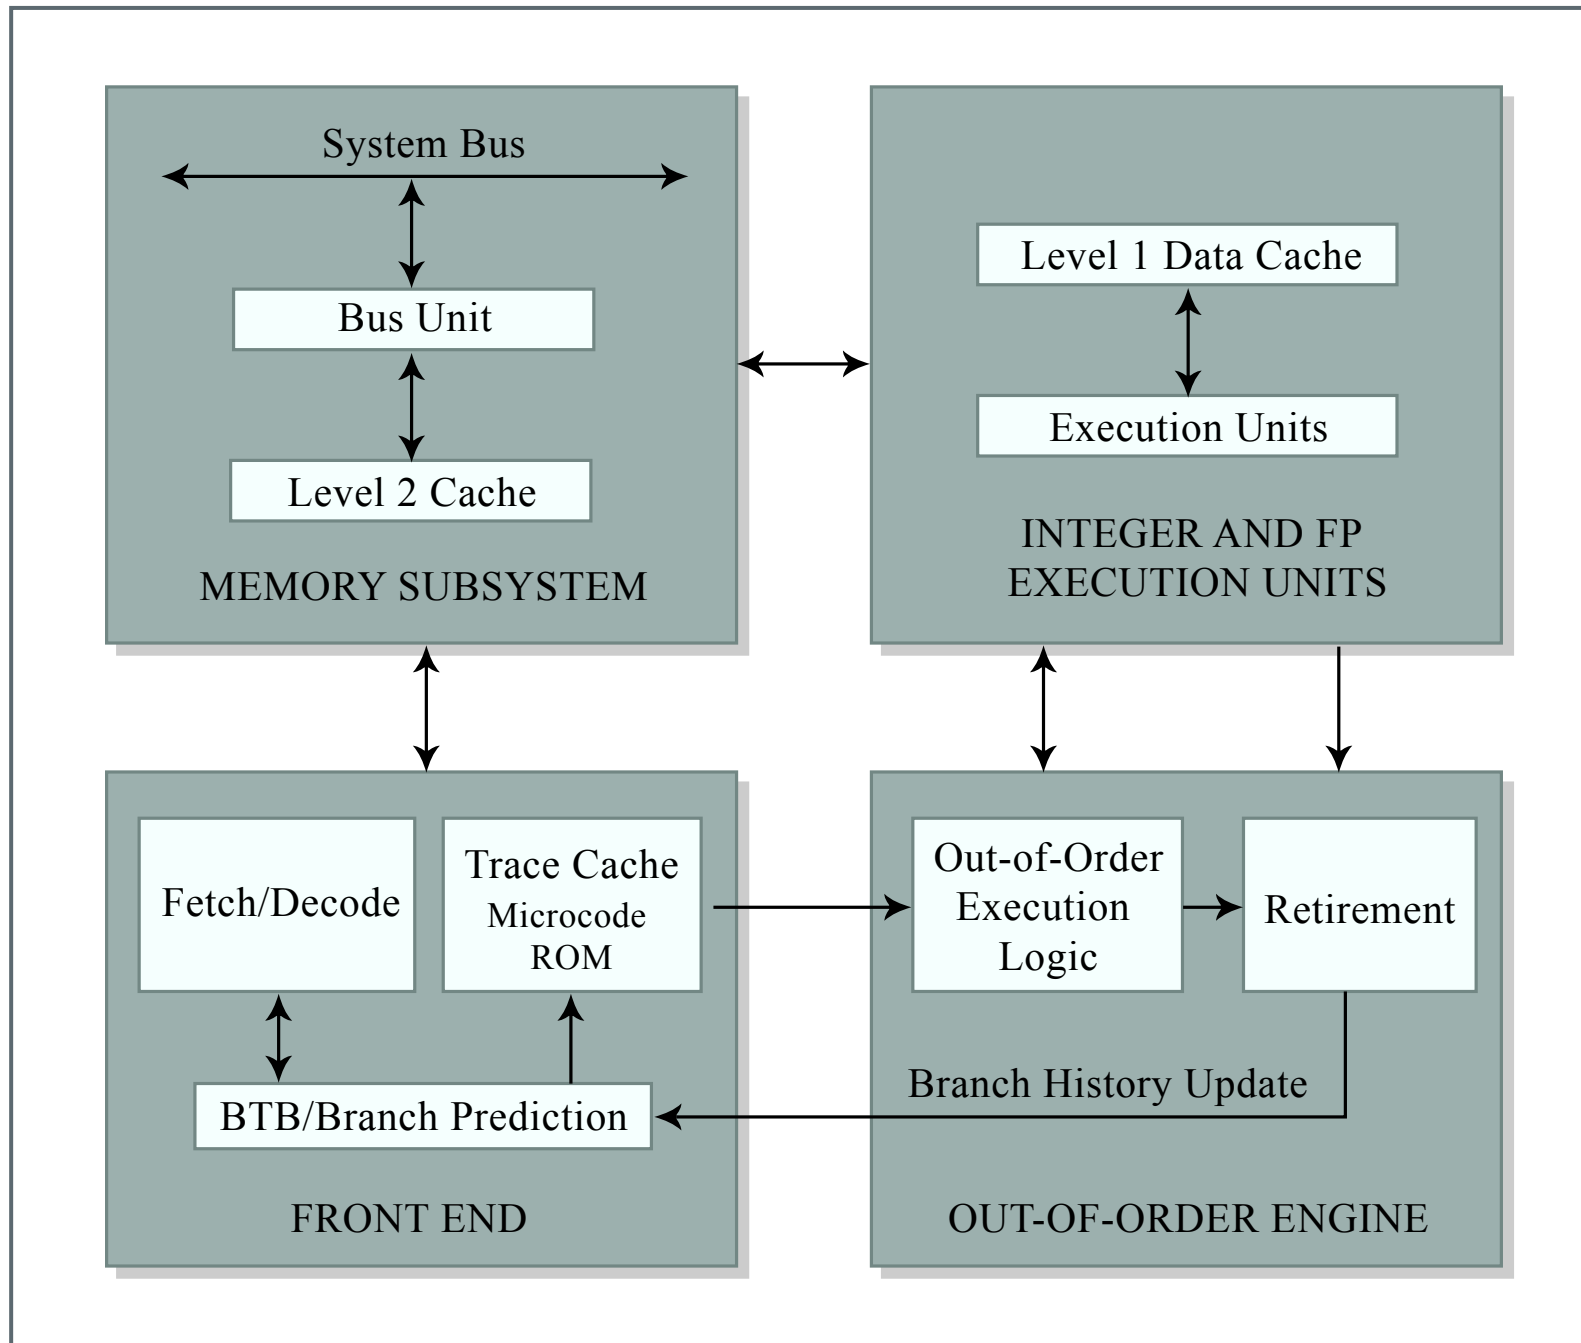 System Bus
Bus Unit
Level 2 Cache
MEMORY SUBSYSTEM
Level 1 Data Cache
Execution Units
INTEGER AND FP
EXECUTION UNITS
Fetch/Decode
Trace Cache
Microcode
ROM
BTB/Branch Prediction
FRONT END
Out-of-Order
Execution
Logic
Retirement
Branch History Update
OUT-OF-ORDER ENGINE